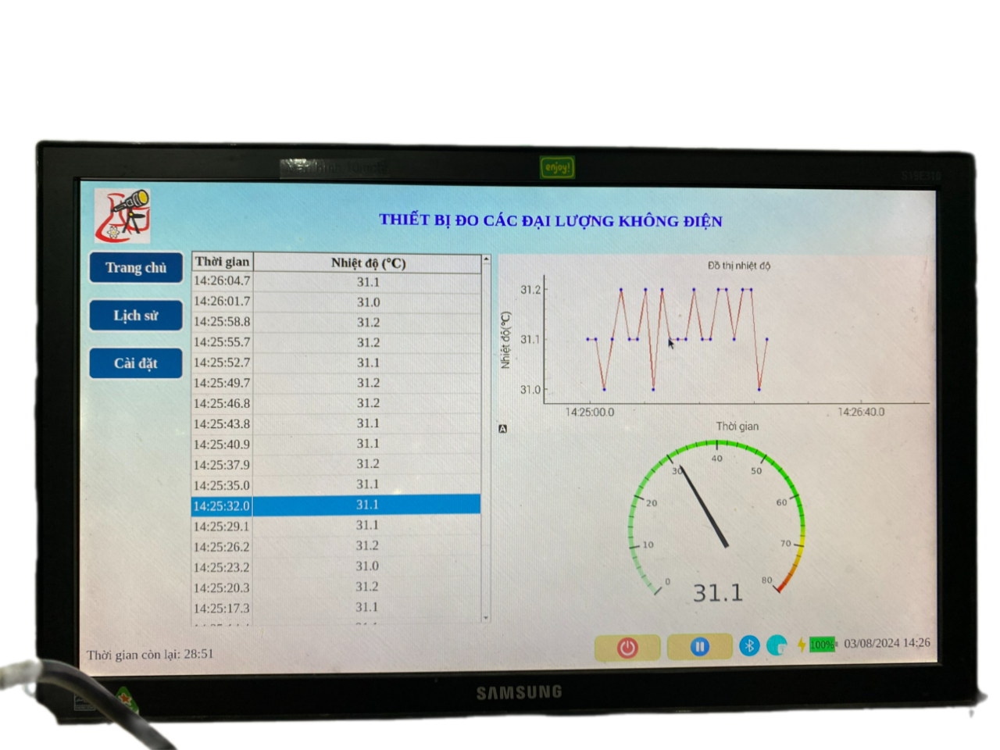 enjoy!
S19E310
THIẾT BỊ ĐO CÁC ĐẠI LƯỢNG KHÔNG ĐIỆN
Trang chủ
Lịch sử
Cài đặt
Thời gian Nhiệt độ (°C)
14:26:04.7 31.1
14:26:01.7 31.0
14:25:58.8 31.2
14:25:55.7 31.2
14:25:52.7 31.1
14:25:49.7 31.2
14:25:46.8 31.2
14:25:43.8 31.1
14:25:40.9 31.1
14:25:37.9 31.2
14:25:35.0 31.1
14:25:32.0 31.1
14:25:29.1 31.1
14:25:26.2 31.2
14:25:23.2 31.0
14:25:20.3 31.2
14:25:17.3 31.1
Đồ thị nhiệt độ
Nhiệt độ(°C)
31.2
31.1
31.0
14:25:00.0 14:26:40.0
Thời gian
A
0 10 20 30 40 50 60 70 80
31.1
Thời gian còn lại: 28:51
100% 03/08/2024 14:26
SAMSUNG